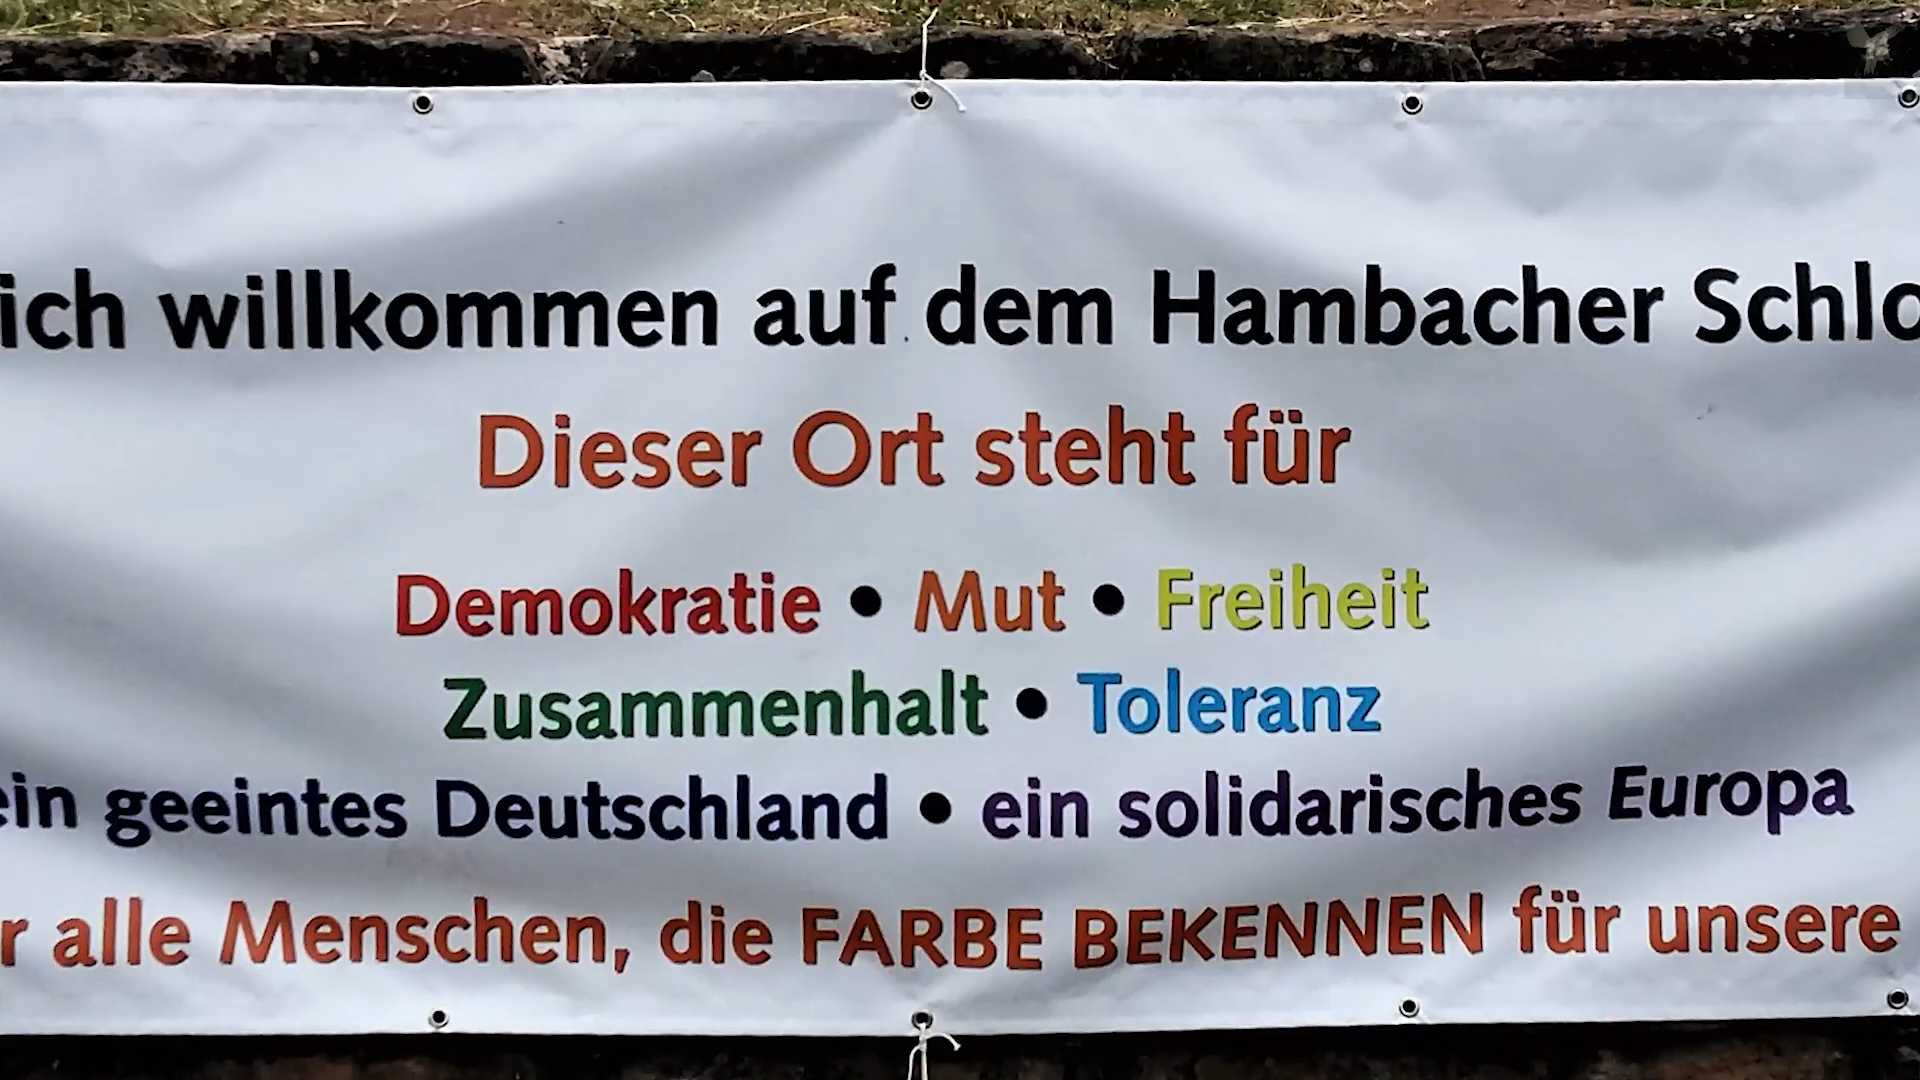 ich willkommen auf dem Hambacher Schlo
Dieser Ort steht für
Demokratie • Mut • Freiheit
Zusammenhalt • Toleranz
ein geeintes Deutschland • ein solidarisches Europa
r alle Menschen, die FARBE BEKENNEN für unsere